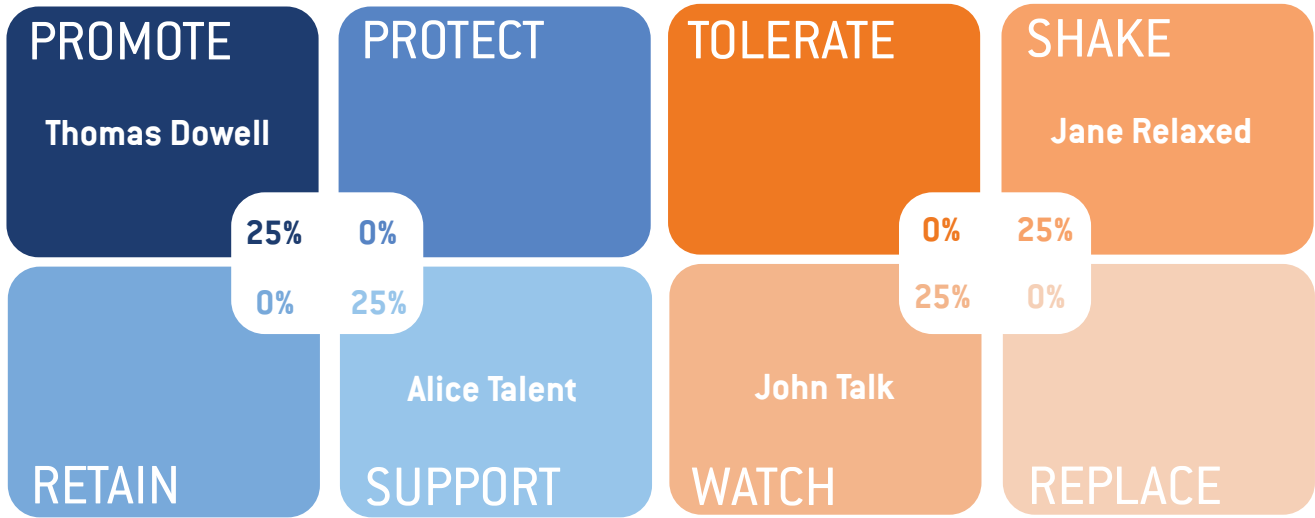 PROMOTE
Thomas Dowell
PROTECT
25% 0%
0% 25%
RETAIN
Alice Talent
SUPPORT
TOLERATE
SHAKE
Jane Relaxed
0% 25%
25% 0%
John Talk
WATCH
REPLACE